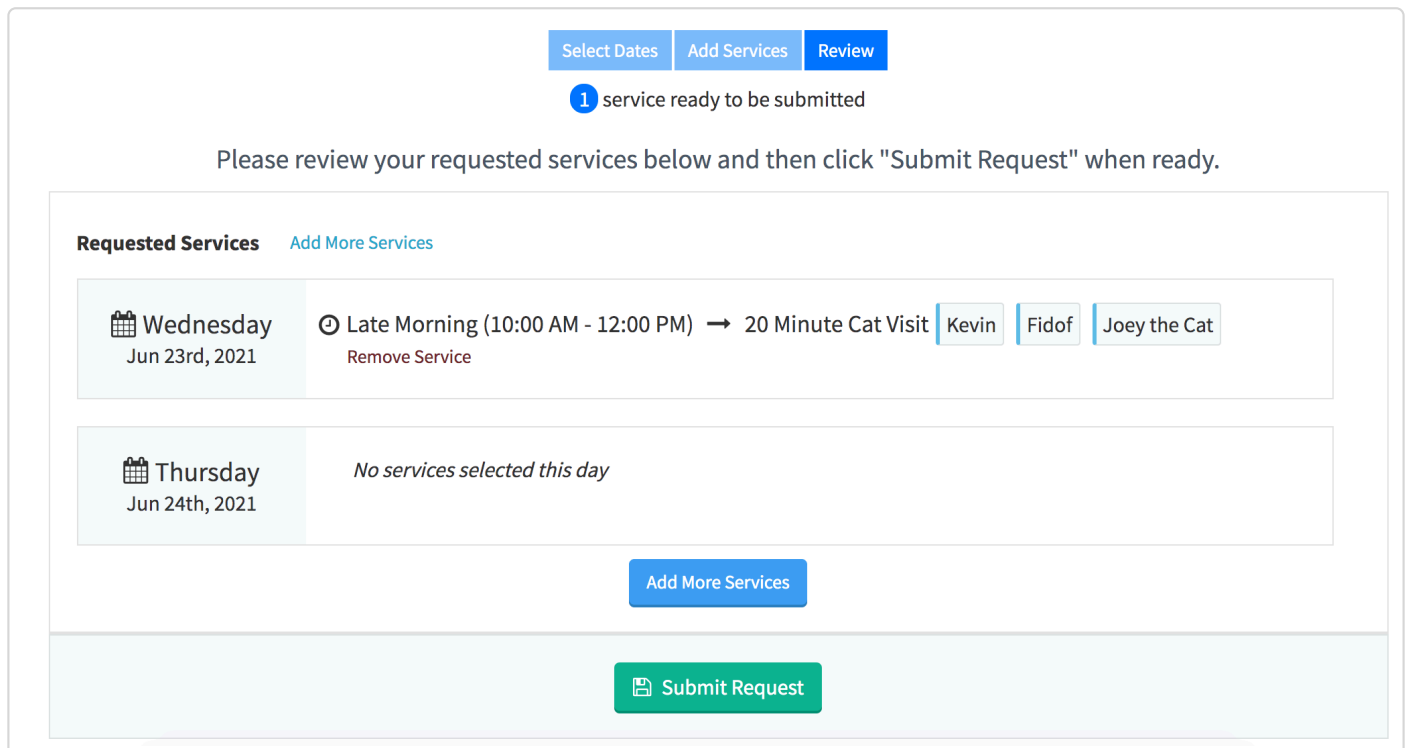 Select Dates Add Services Review
1 service ready to be submitted
Please review your requested services below and then click "Submit Request" when ready.
Requested Services Add More Services
Wednesday
Jun 23rd, 2021
Late Morning (10:00 AM - 12:00 PM) → 20 Minute Cat Visit Kevin Fidof Joey the Cat
Remove Service
Thursday
Jun 24th, 2021
No services selected this day
Add More Services
Submit Request